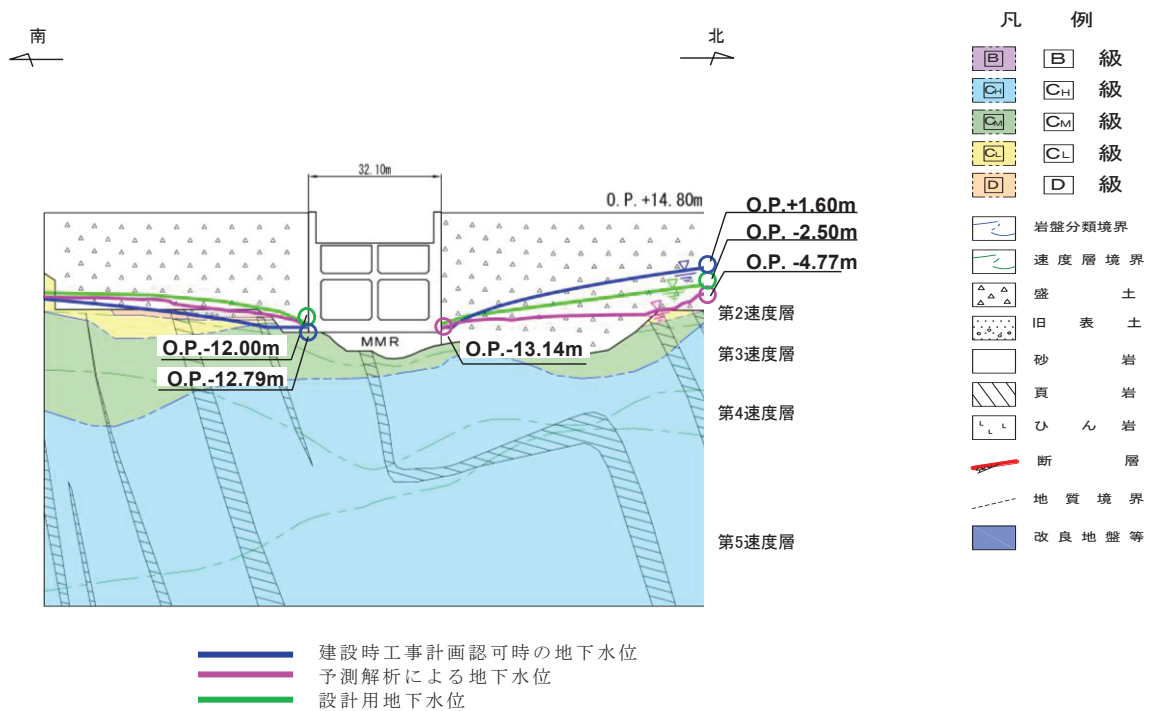 南
北
32.10m
O.P.+14.80m
O.P.+1.60m
O.P. -2.50m
O.P. -4.77m
第2速度層
MMR
O.P.-13.14m
O.P.-12.00m
O.P.-12.79m
第3速度層
第4速度層
第5速度層
建設時工事計画認可時の地下水位
予測解析による地下水位
設計用地下水位
凡 例
B B 級
CH CH 級
CM CM 級
CL CL 級
D D 級
岩盤分類境界
速度層境界
盛土
旧表土
砂岩
頁岩
ひん岩
断層
地質境界
改良地盤等